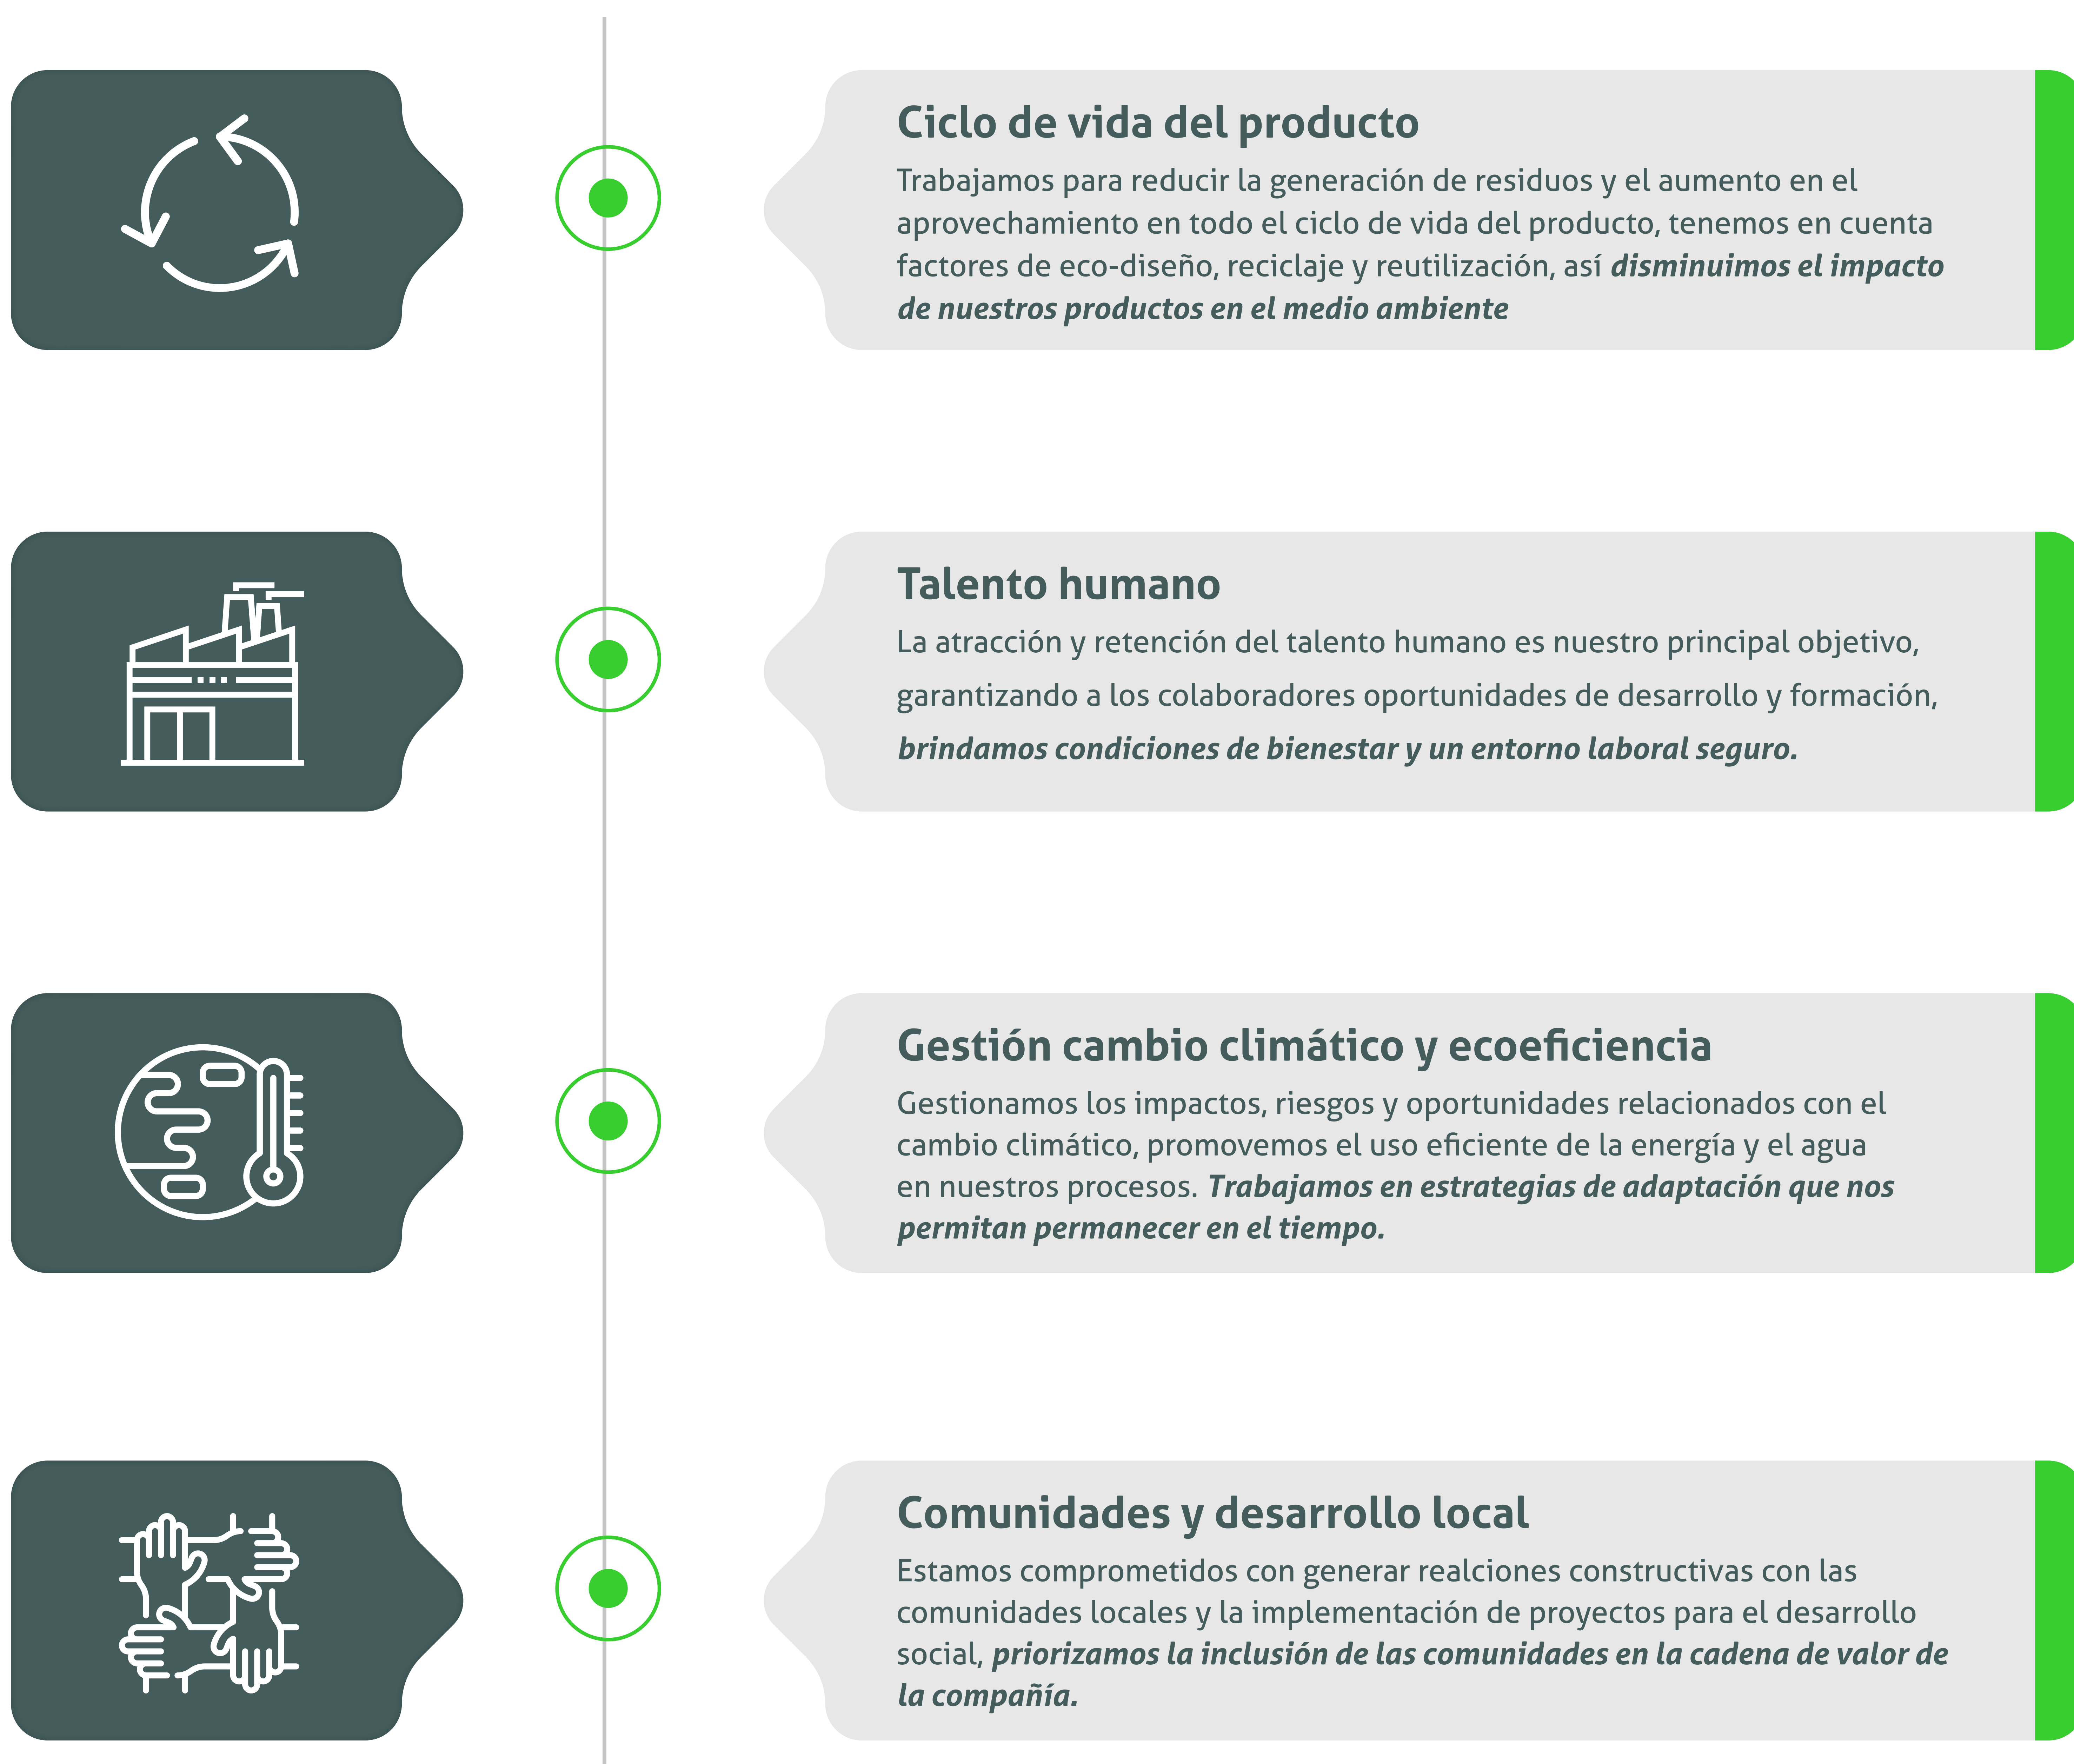 Ciclo de vida del producto
Trabajamos para reducir la generación de residuos y el aumento en el
aprovechamiento en todo el ciclo de vida del producto, tenemos en cuenta
factores de eco-diseño, reciclaje y reutilización, así disminuimos el impacto
de nuestros productos en el medio ambiente
Talento humano
La atracción y retención del talento humano es nuestro principal objetivo,
garantizando a los colaboradores oportunidades de desarrollo y formación,
brindamos condiciones de bienestar y un entorno laboral seguro.
Gestión cambio climático y ecoeficiencia
Gestionamos los impactos, riesgos y oportunidades relacionados con el
cambio climático, promovemos el uso eficiente de la energía y el agua
en nuestros procesos. Trabajamos en estrategias de adaptación que nos
permitan permanecer en el tiempo.
Comunidades y desarrollo local
Estamos comprometidos con generar realciones constructivas con las
comunidades locales y la implementación de proyectos para el desarrollo
social, priorizamos la inclusión de las comunidades en la cadena de valor de
la compañía.